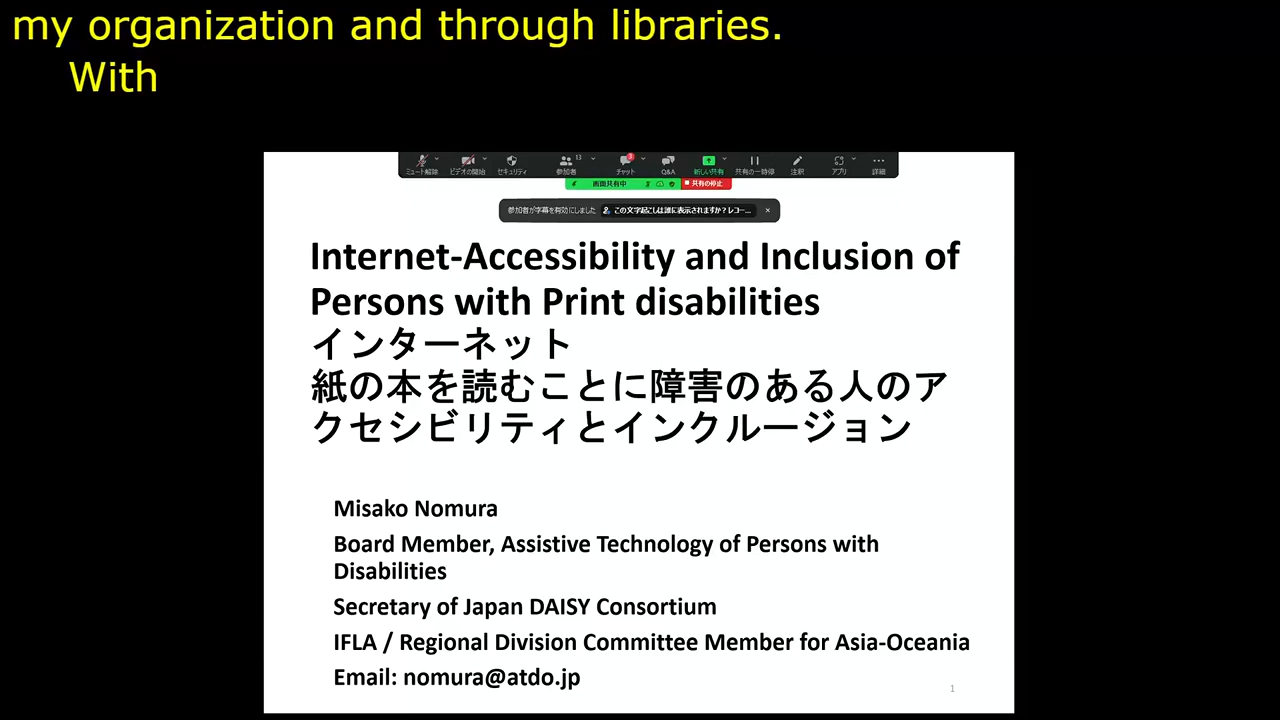 my organization and through libraries.
With
13
3
ミュート解除 ビデオの開始 セキュリティ 参加者 チャット Q&A 新しい共有 共有の一時停止 注釈 アプリ 詳細
画面共有中 共有の停止
参加者が字幕を有効にしました この文字起こしは誰に表示されますか？レコー... ×
Internet-Accessibility and Inclusion of
Persons with Print disabilities
インターネット
紙の本を読むことに障害のある人のア
クセシビリティとインクルージョン
Misako Nomura
Board Member, Assistive Technology of Persons with
Disabilities
Secretary of Japan DAISY Consortium
IFLA / Regional Division Committee Member for Asia-Oceania
Email: nomura@atdo.jp
1